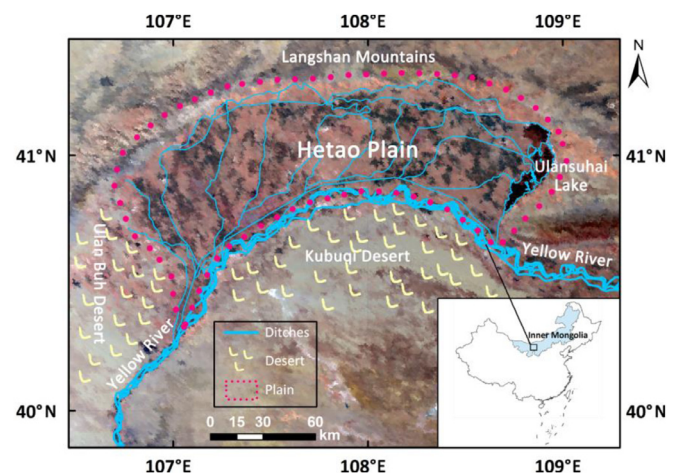 107°E
108°E
109°E
N
Langshan Mountains
41°N
41°N
Hetao Plain
Ulansuhai
Lake
Ulan Buh Desert
Kubuqi Desert
Yellow River
Yellow River
Inner Mongolia
Ditches
Desert
Plain
40°N
40°N
0 15 30 60
km
107°E
108°E
109°E